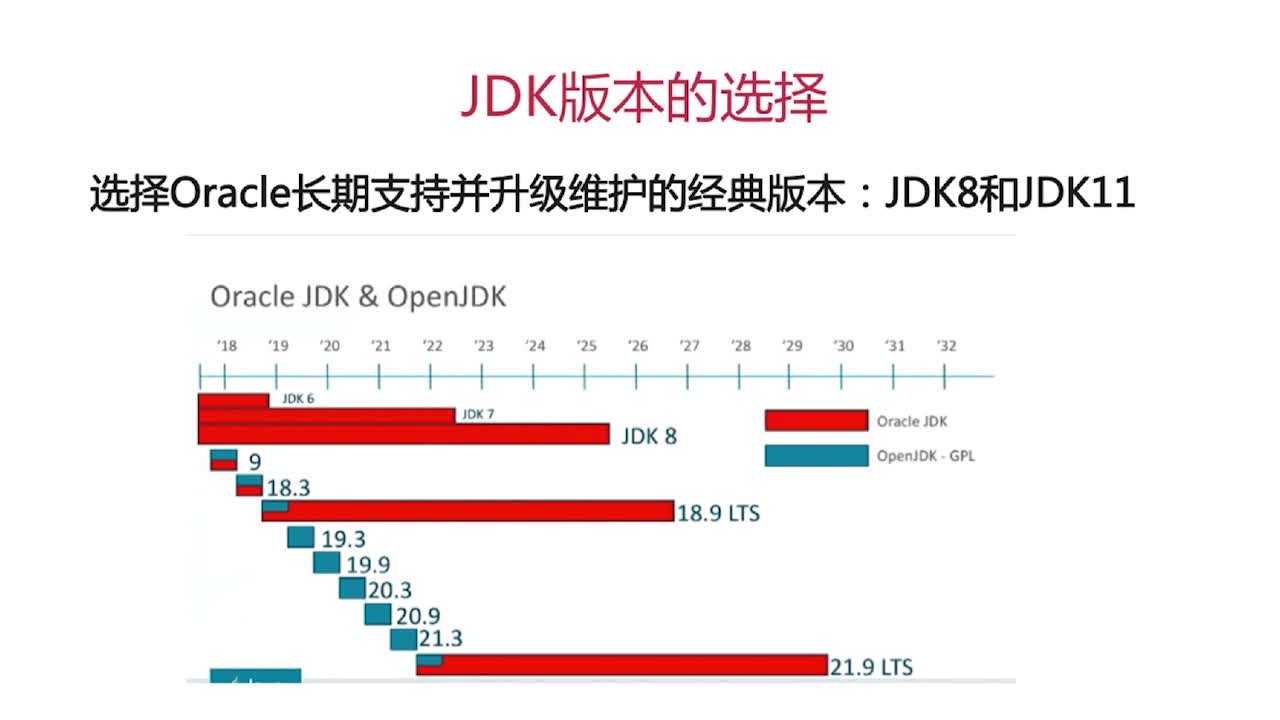 JDK版本的选择
选择Oracle长期支持并升级维护的经典版本：JDK8和JDK11
Oracle JDK & OpenJDK
'18 '19 '20 '21 '22 '23 '24 '25 '26 '27 '28 '29 '30 '31 '32
JDK 6
JDK 7
JDK 8
Oracle JDK
OpenJDK - GPL
9
18.3
18.9 LTS
19.3
19.9
20.3
20.9
21.3
21.9 LTS